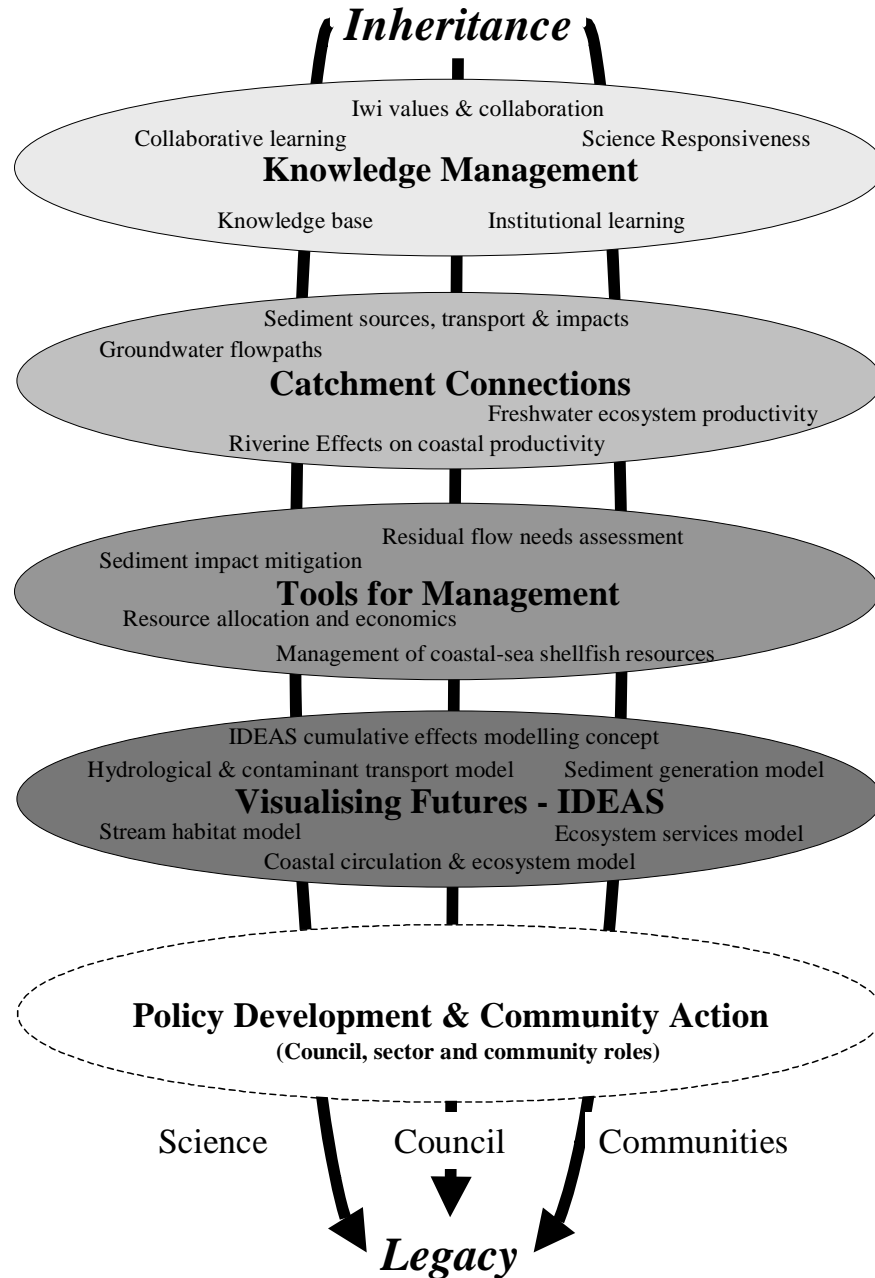 Inheritance
Iwi values & collaboration
Collaborative learning
Science Responsiveness
Knowledge Management
Knowledge base
Institutional learning
Sediment sources, transport & impacts
Groundwater flowpaths
Catchment Connections
Freshwater ecosystem productivity
Riverine Effects on coastal productivity
Residual flow needs assessment
Sediment impact mitigation
Tools for Management
Resource allocation and economics
Management of coastal-sea shellfish resources
IDEAS cumulative effects modelling concept
Hydrological & contaminant transport model
Sediment generation model
Visualising Futures - IDEAS
Stream habitat model
Ecosystem services model
Coastal circulation & ecosystem model
Policy Development & Community Action
(Council, sector and community roles)
Science
Council
Communities
Legacy